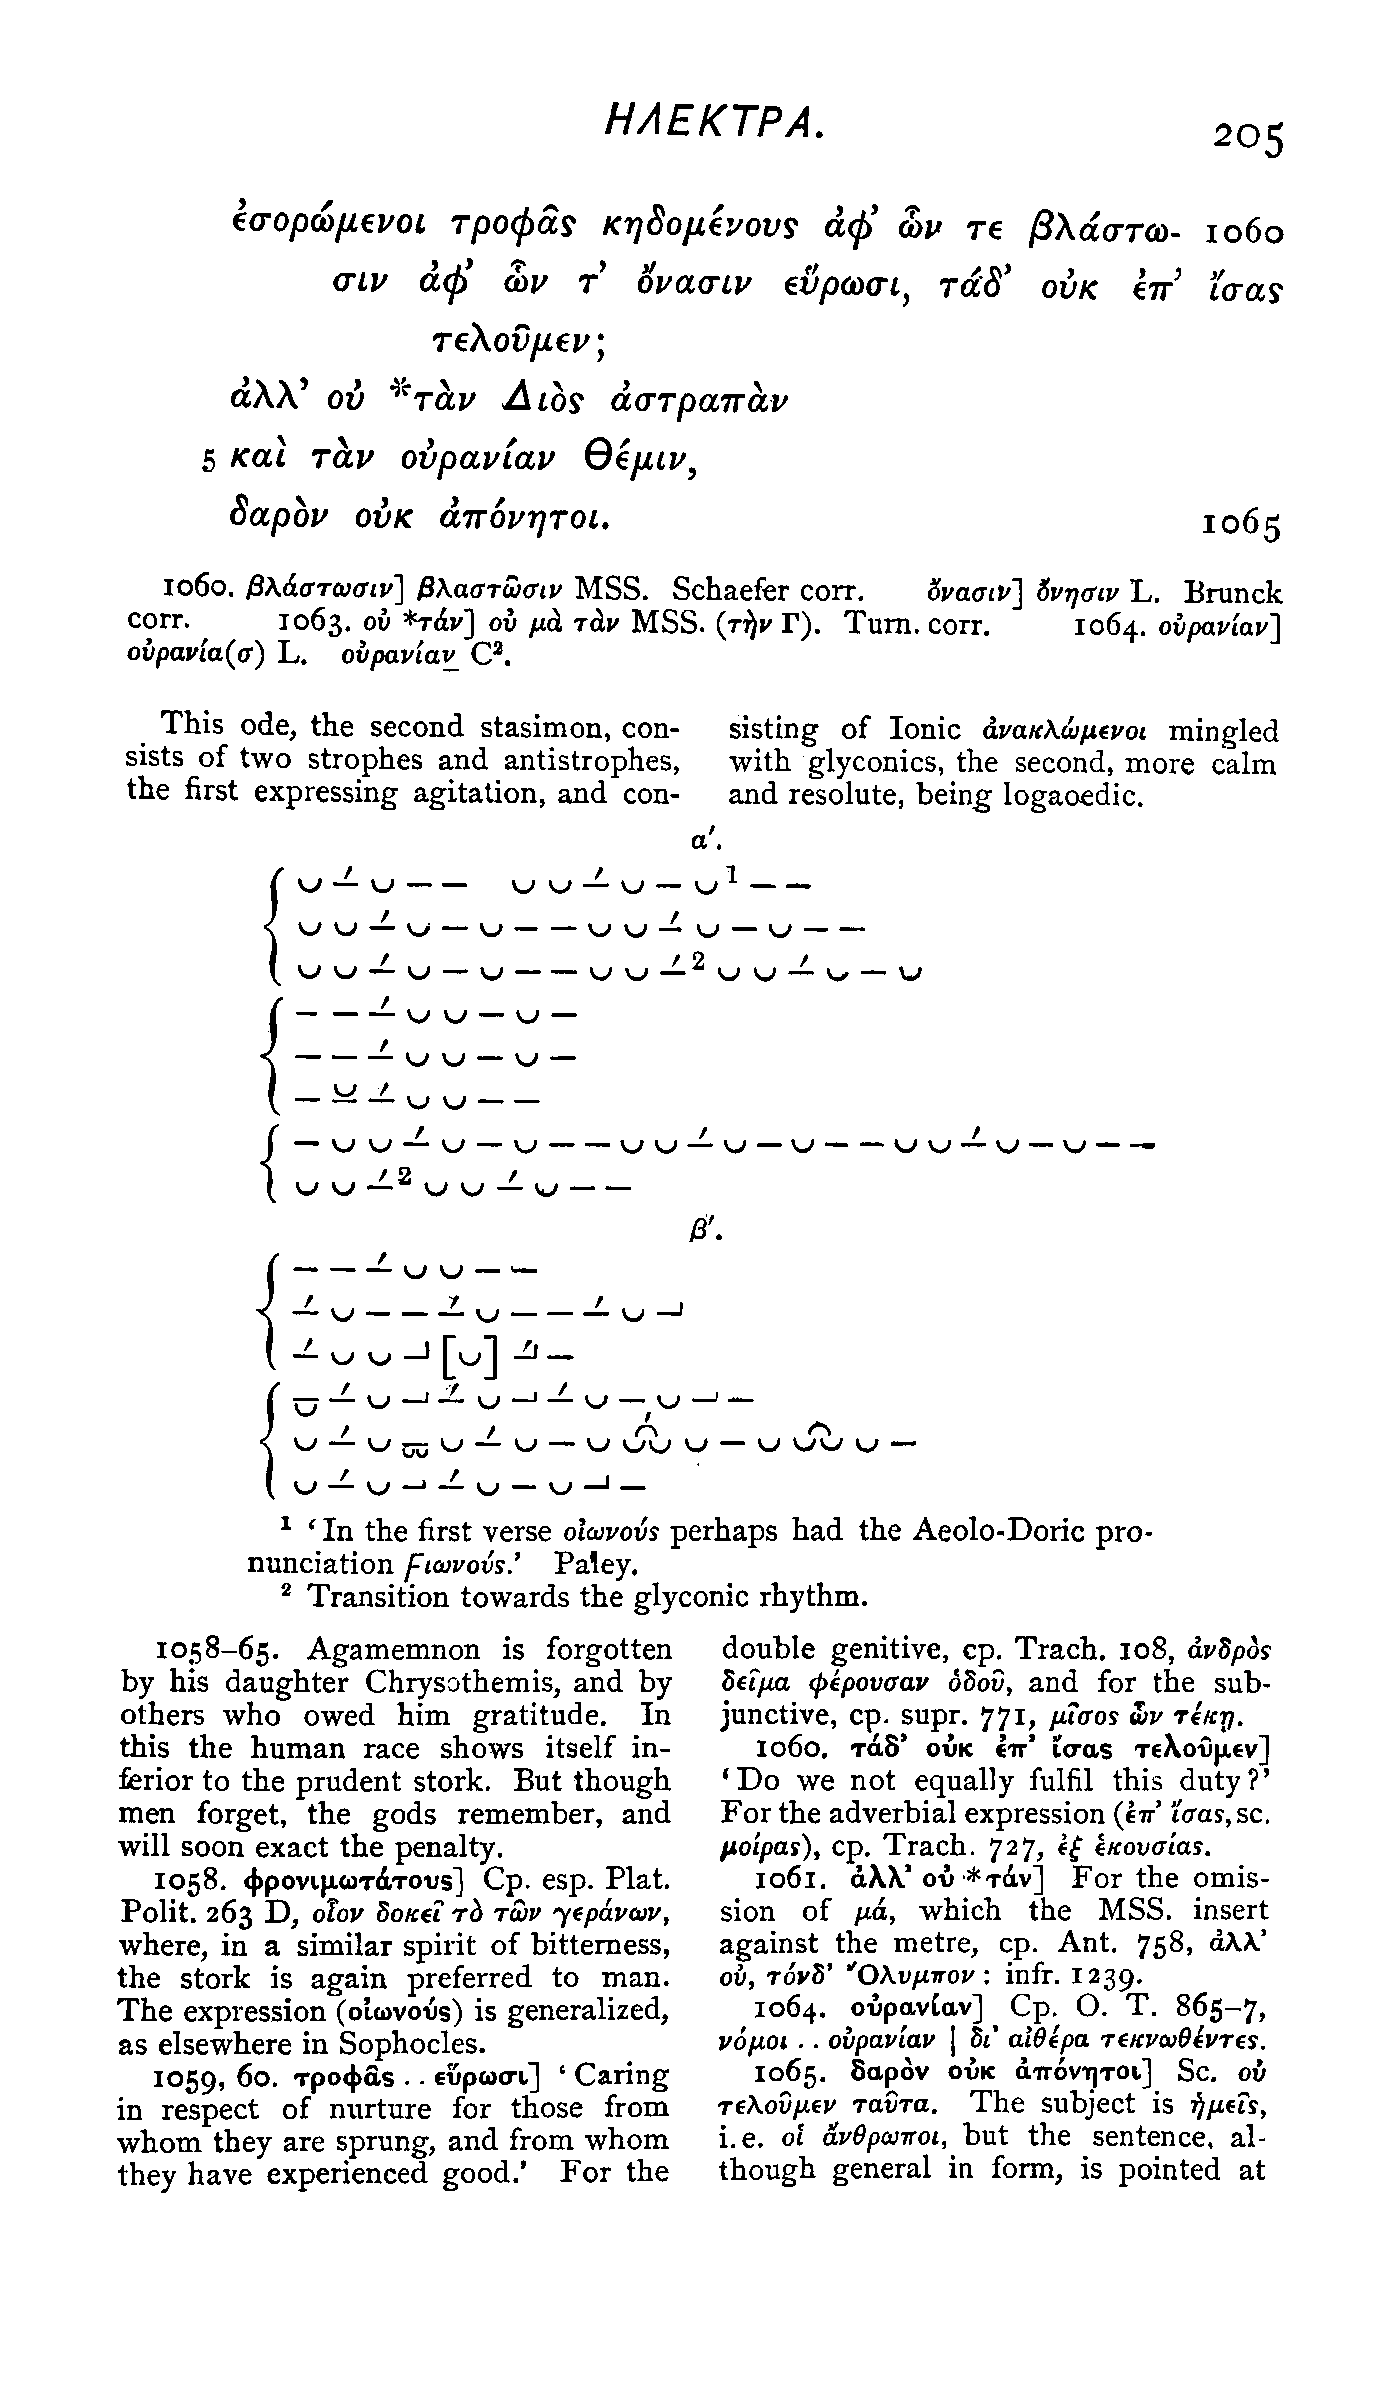 ΗΛΕΚΤΡΑ.
205
ἐσορώμενοι τροφᾶς κηδομένους ἀφ’ ὧν τε βλάστω- 1060
σιν ἀφ’ ὧν τ’ ὄνασιν εὕρωσι, τάδ’ οὐκ ἐπ’ ἴσας
τελοῦμεν;
ἀλλ’ οὐ *τὰν Διὸς ἀστραπὰν
5 καὶ τὰν οὐρανίαν Θέμιν,
δαρὸν οὐκ ἀπόνητοι. 1065
1060. βλάστωσιν] βλαστῶσιν MSS. Schaefer corr. ὄνασιν] ὄνησιν L. Brunck
corr. 1063. οὐ *τάν] οὐ μὰ τὰν MSS. (τὴν Γ). Turn. corr. 1064. οὐρανίαν]
οὐρανία(σ) L. οὐρανίαν C².
This ode, the second stasimon, con-
sists of two strophes and antistrophes,
the first expressing agitation, and con-
sisting of Ionic ἀνακλώμενοι mingled
with glyconics, the second, more calm
and resolute, being logaoedic.
α′.
β′.
¹ ‘In the first verse οἰωνούς perhaps had the Aeolo-Doric pro-
nunciation ϝιωνούς.’ Paley.
² Transition towards the glyconic rhythm.
1058–65. Agamemnon is forgotten
by his daughter Chrysothemis, and by
others who owed him gratitude. In
this the human race shows itself in-
ferior to the prudent stork. But though
men forget, the gods remember, and
will soon exact the penalty.
1058. φρονιμωτάτους] Cp. esp. Plat.
Polit. 263 D, οἷον δοκεῖ τὸ τῶν γεράνων,
where, in a similar spirit of bitterness,
the stork is again preferred to man.
The expression (οἰωνούς) is generalized,
as elsewhere in Sophocles.
1059, 60. τροφᾶς . . εὕρωσι] ‘Caring
in respect of nurture for those from
whom they are sprung, and from whom
they have experienced good.’ For the
double genitive, cp. Trach. 108, ἀνδρὸς
δεῖμα φέρουσαν ὁδοῦ, and for the sub-
junctive, cp. supr. 771, μῖσος ὧν τέκῃ.
1060. τάδ’ οὐκ ἐπ’ ἴσας τελοῦμεν]
‘Do we not equally fulfil this duty?’
For the adverbial expression (ἐπ’ ἴσας, sc.
μοίρας), cp. Trach. 727, ἐξ ἑκουσίας.
1061. ἀλλ’ οὐ *τάν] For the omis-
sion of μά, which the MSS. insert
against the metre, cp. Ant. 758, ἀλλ’
οὐ, τόνδ’ Ὄλυμπον: infr. 1239.
1064. οὐρανίαν] Cp. O. T. 865–7,
νόμοι . . οὐρανίαν | δι’ αἰθέρα τεκνωθέντες.
1065. δαρὸν οὐκ ἀπόνητοι] Sc. οὐ
τελοῦμεν ταῦτα. The subject is ἡμεῖς,
i.e. οἱ ἄνθρωποι, but the sentence, al-
though general in form, is pointed at